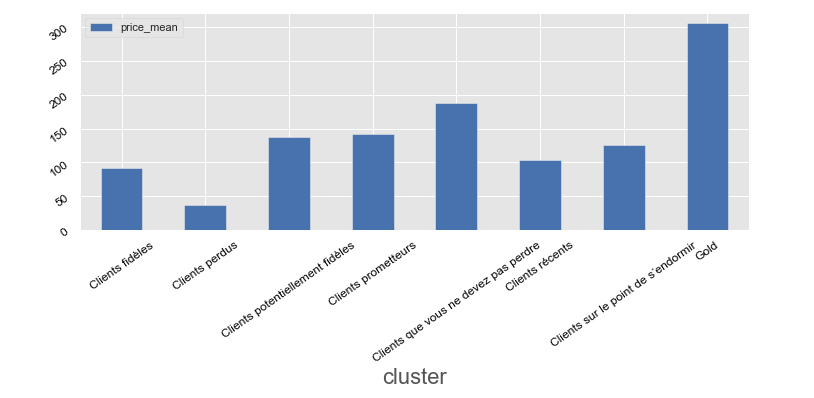 price_mean
300
250
200
150
100
50
0
Clients fidèles
Clients perdus
Clients potentiellement fidèles
Clients prometteurs
Clients que vous ne devez pas perdre
Clients récents
Clients sur le point de s'endormir
Gold
cluster